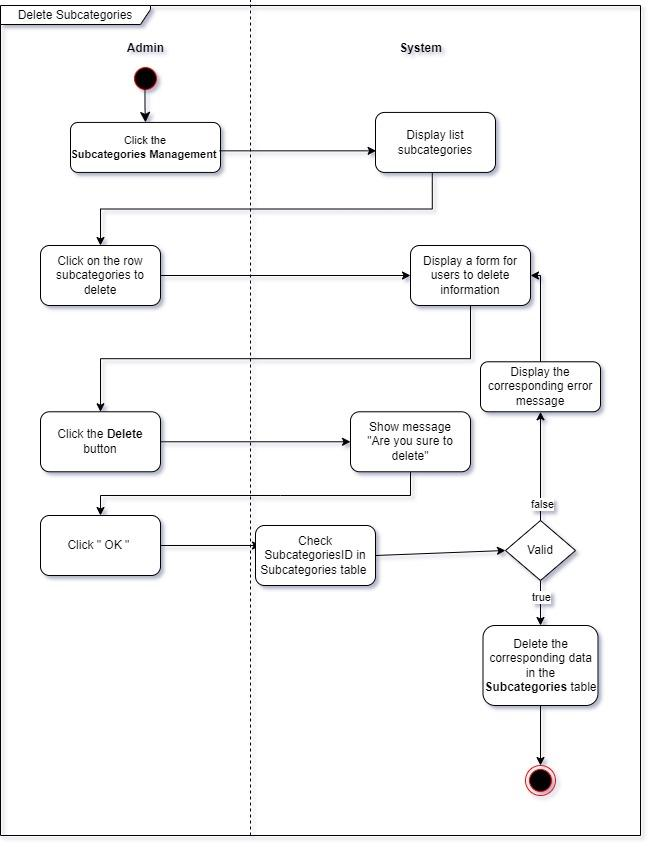 Delete Subcategories
Admin
System
Click the
Subcategories Management
Display list
subcategories
Click on the row
subcategories to
delete
Display a form for
users to delete
information
Display the
corresponding error
message
Click the Delete
button
Show message
"Are you sure to
delete"
false
Click " OK "
Check
SubcategoriesID in
Subcategories table
Valid
true
Delete the
corresponding data
in the
Subcategories table